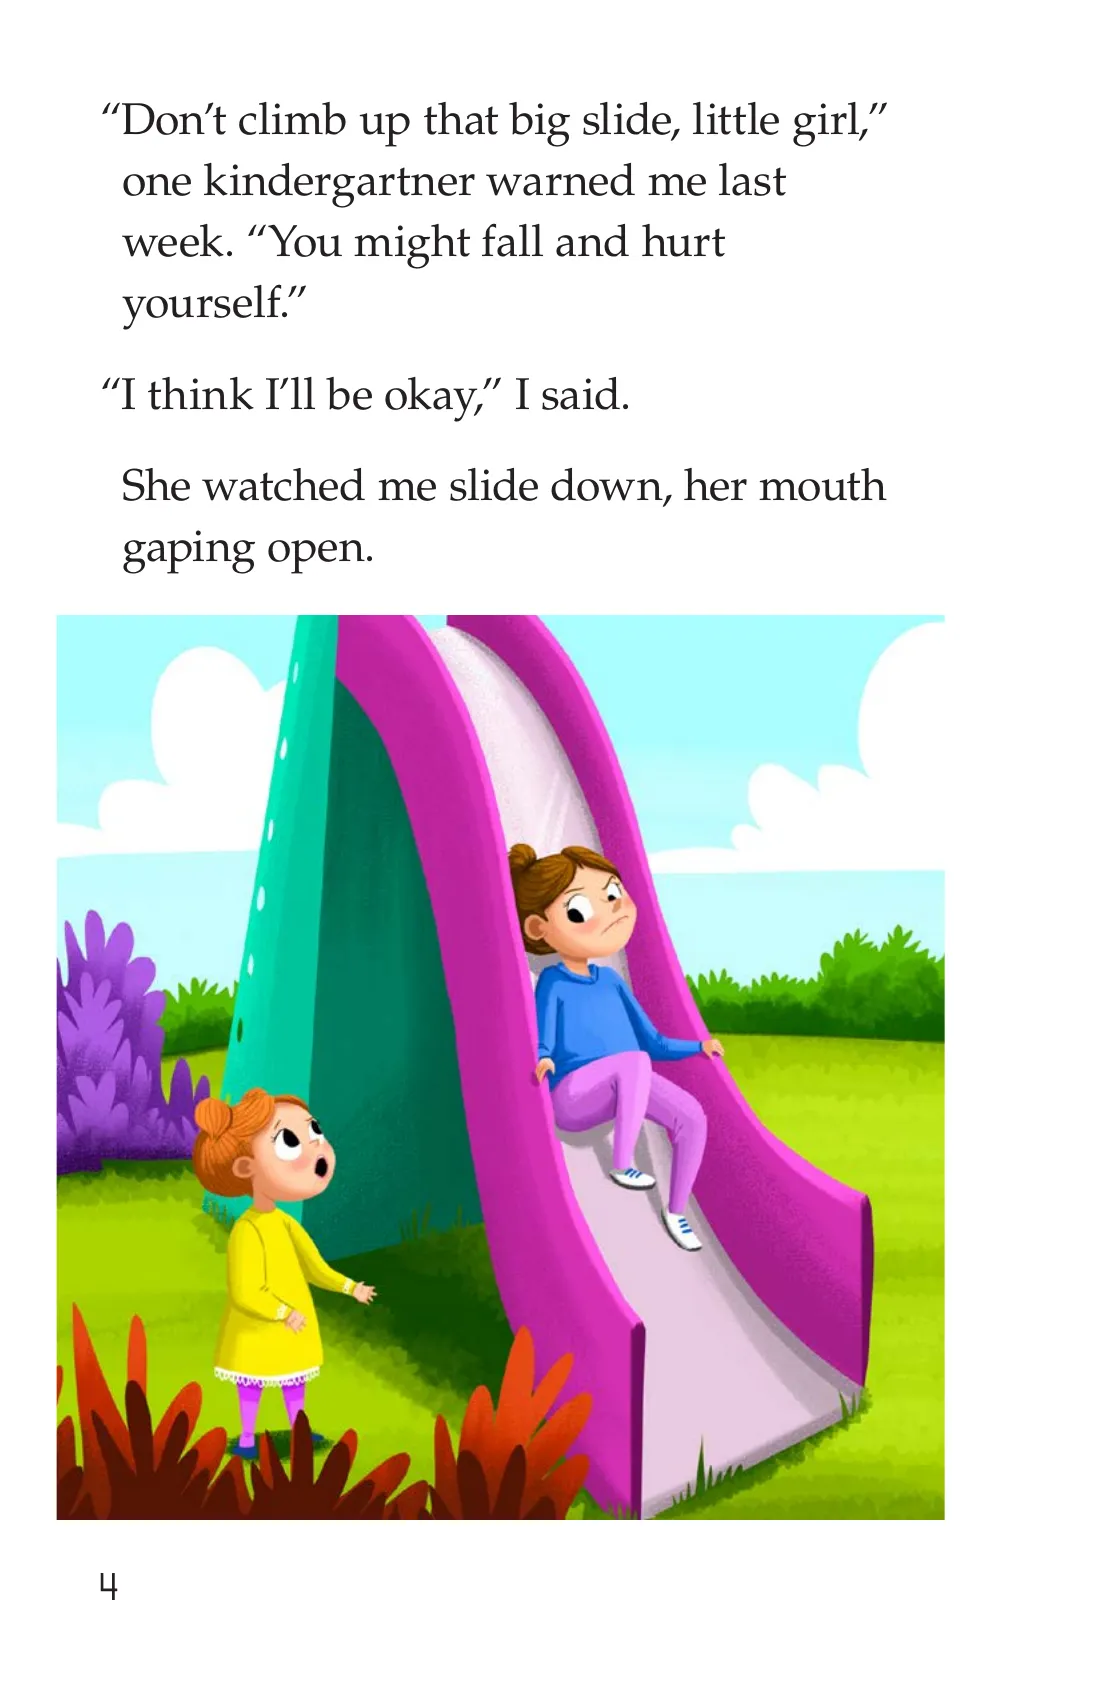 “Don’t climb up that big slide, little girl,”
one kindergartner warned me last
week. “You might fall and hurt
yourself.”
“I think I’ll be okay,” I said.
She watched me slide down, her mouth
gaping open.
4